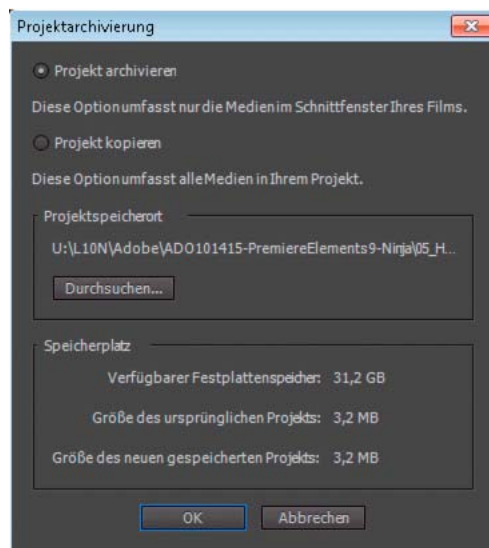 Projektarchivierung
Projekt archivieren
Diese Option umfasst nur die Medien im Schnittfenster Ihres Films.
Projekt kopieren
Diese Option umfasst alle Medien in Ihrem Projekt.
Projektspeicherort
U:\L10N\Adobe\ADO101415-PremiereElements9-Ninja\05_H...
Durchsuchen...
Speicherplatz
Verfügbarer Festplattenspeicher: 31,2 GB
Größe des ursprünglichen Projekts: 3,2 MB
Größe des neuen gespeicherten Projekts: 3,2 MB
OK Abbrechen